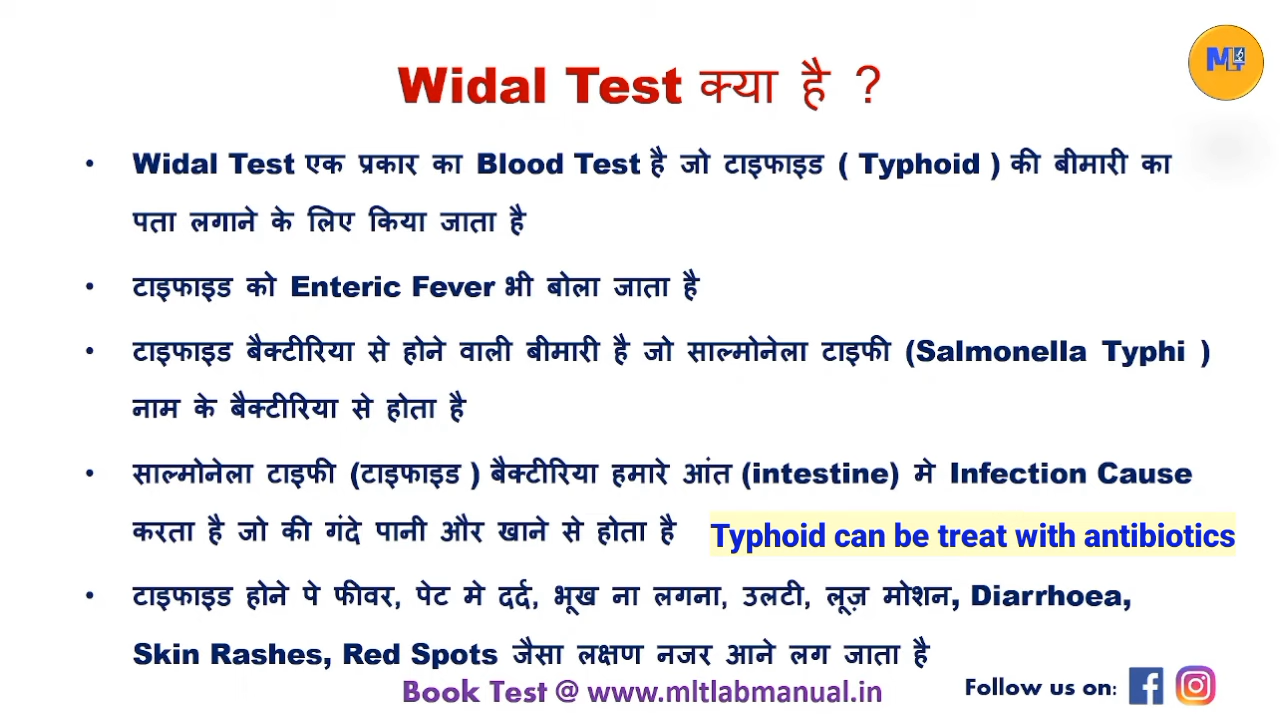 MLT
Widal Test क्या है ?
• Widal Test एक प्रकार का Blood Test है जो टाइफाइड ( Typhoid ) की बीमारी का
पता लगाने के लिए किया जाता है
• टाइफाइड को Enteric Fever भी बोला जाता है
• टाइफाइड बैक्टीरिया से होने वाली बीमारी है जो साल्मोनेला टाइफी (Salmonella Typhi )
नाम के बैक्टीरिया से होता है
• साल्मोनेला टाइफी (टाइफाइड ) बैक्टीरिया हमारे आंत (intestine) मे Infection Cause
करता है जो की गंदे पानी और खाने से होता है
Typhoid can be treat with antibiotics
• टाइफाइड होने पे फीवर, पेट मे दर्द, भूख ना लगना, उलटी, लूज़ मोशन, Diarrhoea,
Skin Rashes, Red Spots जैसा लक्षण नजर आने लग जाता है
Book Test @ www.mltlabmanual.in
Follow us on: